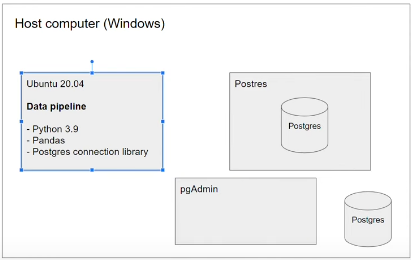 Host computer (Windows)
Ubuntu 20.04
Data pipeline
- Python 3.9
- Pandas
- Postgres connection library
Postres
Postgres
pgAdmin
Postgres